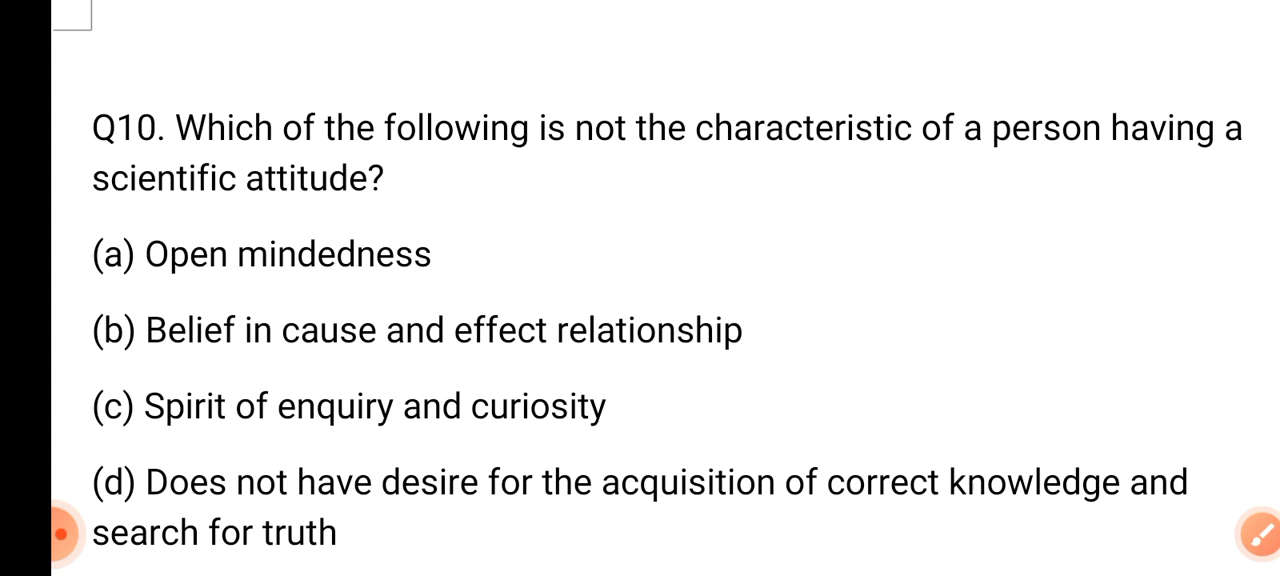 Q10. Which of the following is not the characteristic of a person having a
scientific attitude?
(a) Open mindedness
(b) Belief in cause and effect relationship
(c) Spirit of enquiry and curiosity
(d) Does not have desire for the acquisition of correct knowledge and
search for truth